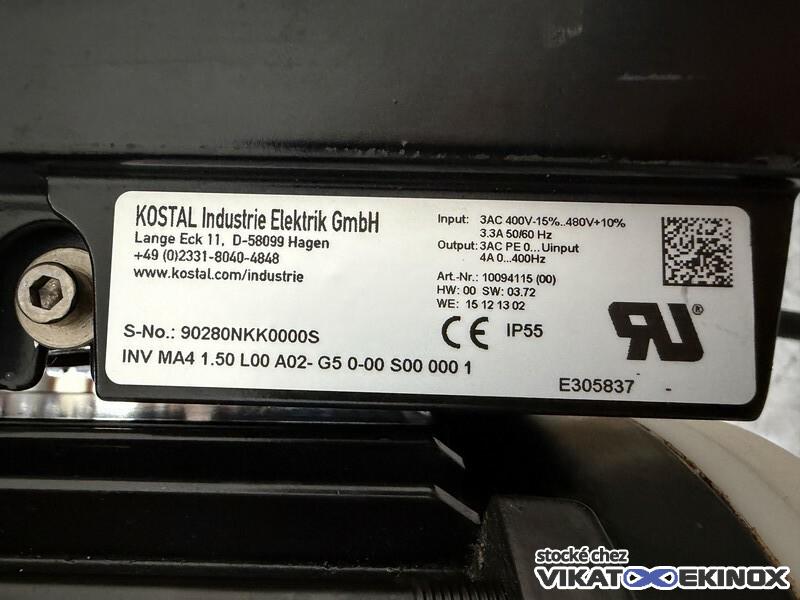 KOSTAL Industrie Elektrik GmbH
Lange Eck 11, D-58099 Hagen
+49 (0)2331-8040-4848
www.kostal.com/industrie
Input: 3AC 400V-15%..480V+10%
3.3A 50/60 Hz
Output: 3AC PE 0... Uinput
4A 0...400Hz
Art.-Nr.: 10094115 (00)
HW: 00 SW: 03.72
WE: 15 12 13 02
CE IP55
S-No.: 90280NKK0000S
INV MA4 1.50 L00 A02- G5 0-00 S00 000 1
E305837
stocké chez
VIKAT EKINOX